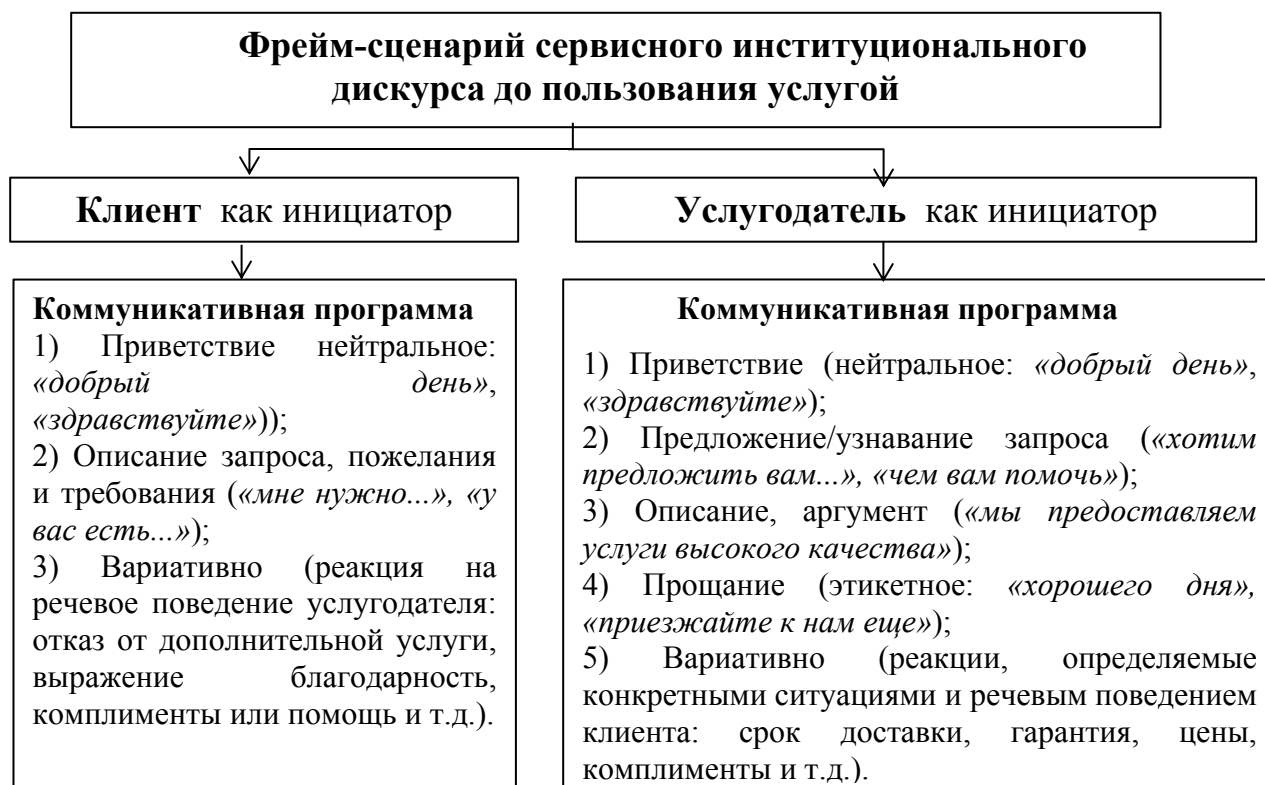 Фрейм-сценарий сервисного институционального
дискурса до пользования услугой
Клиент как инициатор
Коммуникативная программа
1) Приветствие нейтральное:
«добрый день»,
«здравствуйте»));
2) Описание запроса, пожелания
и требования («мне нужно...», «у
вас есть...»);
3) Вариативно (реакция на
речевое поведение услугодателя:
отказ от дополнительной услуги,
выражение благодарность,
комплименты или помощь и т.д.).
Услугодатель как инициатор
Коммуникативная программа
1) Приветствие (нейтральное: «добрый день»,
«здравствуйте»);
2) Предложение/узнавание запроса («хотим
предложить вам...», «чем вам помочь»);
3) Описание, аргумент («мы предоставляем
услуги высокого качества»);
4) Прощание (этикетное: «хорошего дня»,
«приезжайте к нам еще»);
5) Вариативно (реакции, определяемые
конкретными ситуациями и речевым поведением
клиента: срок доставки, гарантия, цены,
комплименты и т.д.).